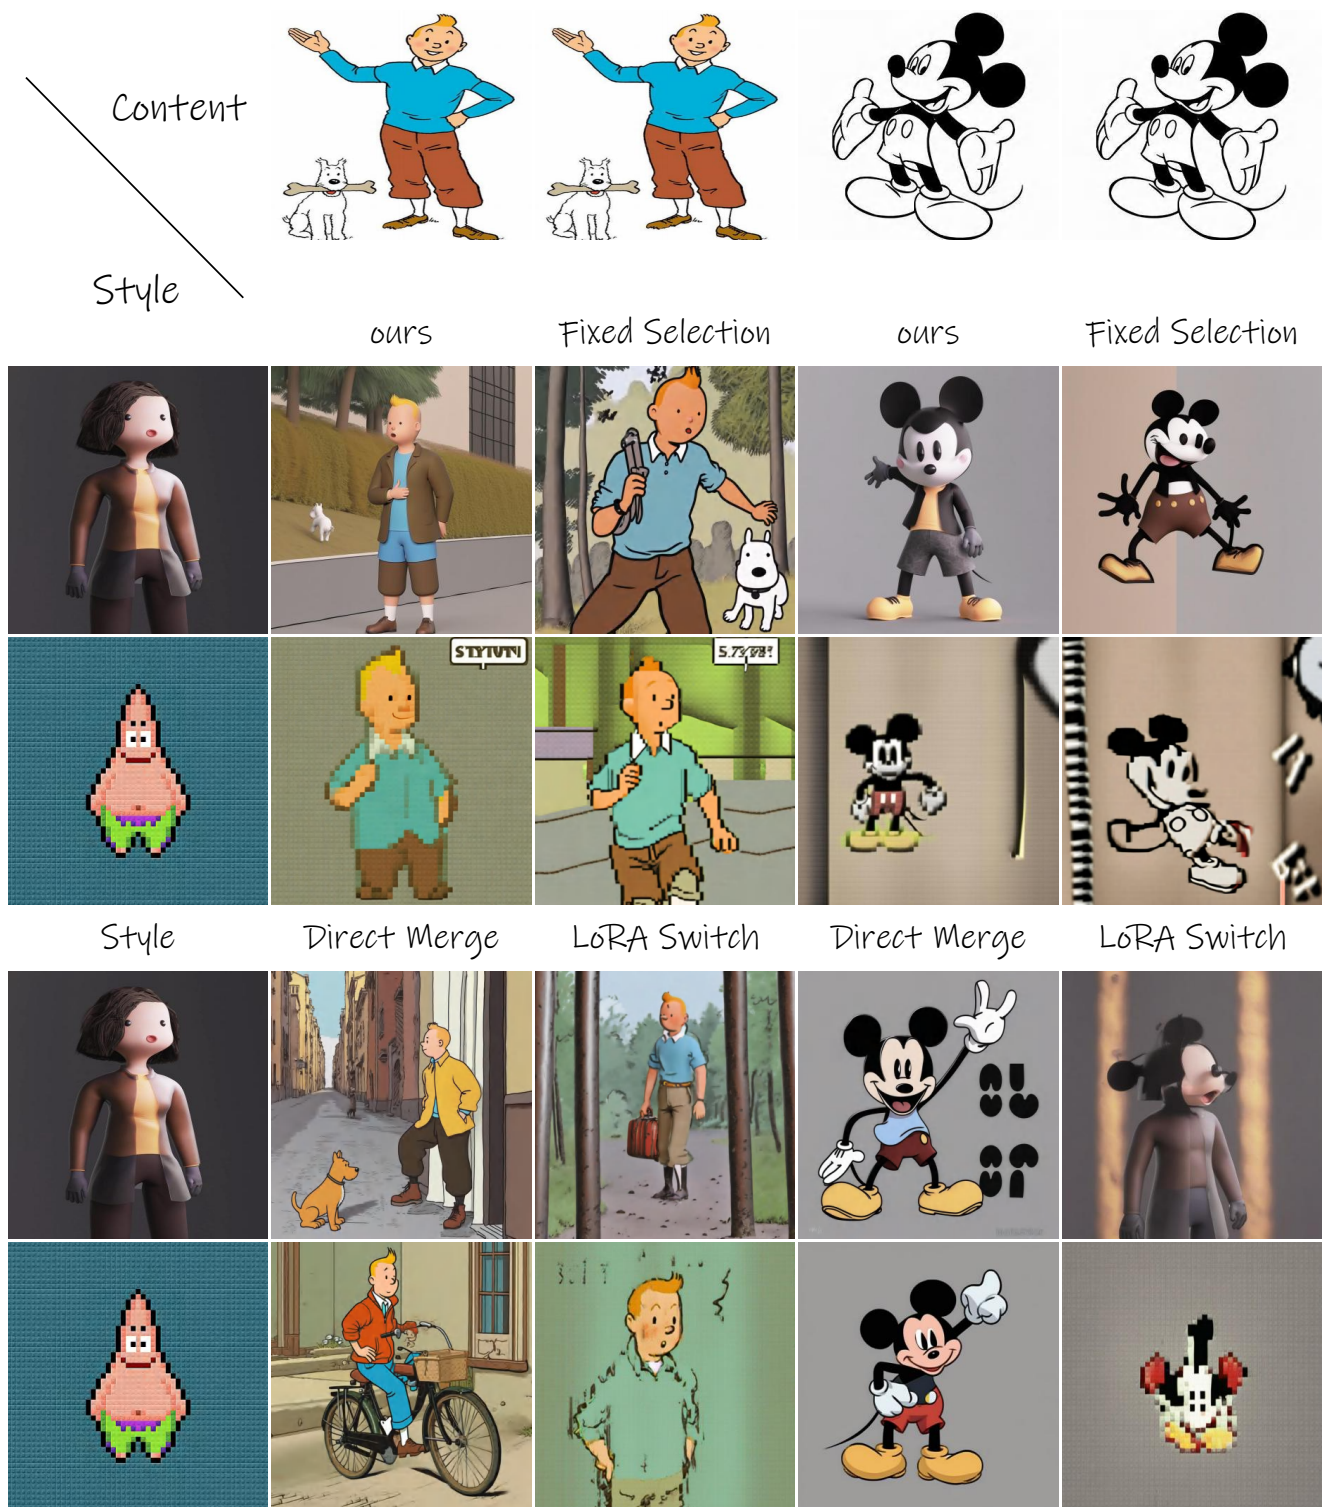 Content
Style
ours
Fixed Selection
ours
Fixed Selection
Style
Direct Merge
LoRA Switch
Direct Merge
LoRA Switch